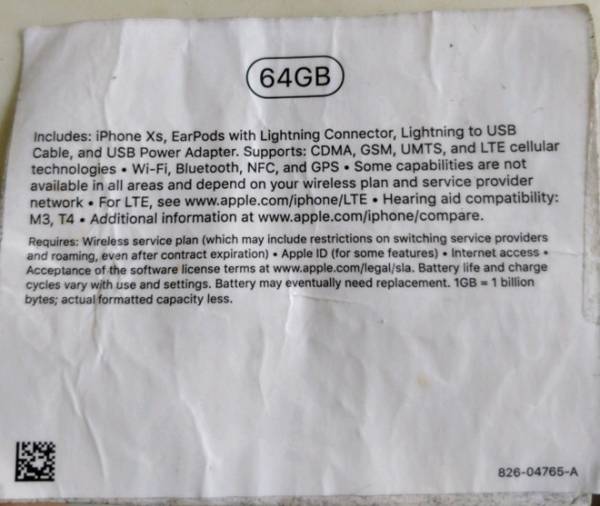 64GB
Includes: iPhone Xs, EarPods with Lightning Connector, Lightning to USB
Cable, and USB Power Adapter. Supports: CDMA, GSM, UMTS, and LTE cellular
technologies • Wi-Fi, Bluetooth, NFC, and GPS • Some capabilities are not
available in all areas and depend on your wireless plan and service provider
network • For LTE, see www.apple.com/iphone/LTE • Hearing aid compatibility:
M3, T4 • Additional information at www.apple.com/iphone/compare.
Requires: Wireless service plan (which may include restrictions on switching service providers
and roaming, even after contract expiration) • Apple ID (for some features) • Internet access •
Acceptance of the software license terms at www.apple.com/legal/sla. Battery life and charge
cycles vary with use and settings. Battery may eventually need replacement. 1GB = 1 billion
bytes; actual formatted capacity less.
826-04765-A